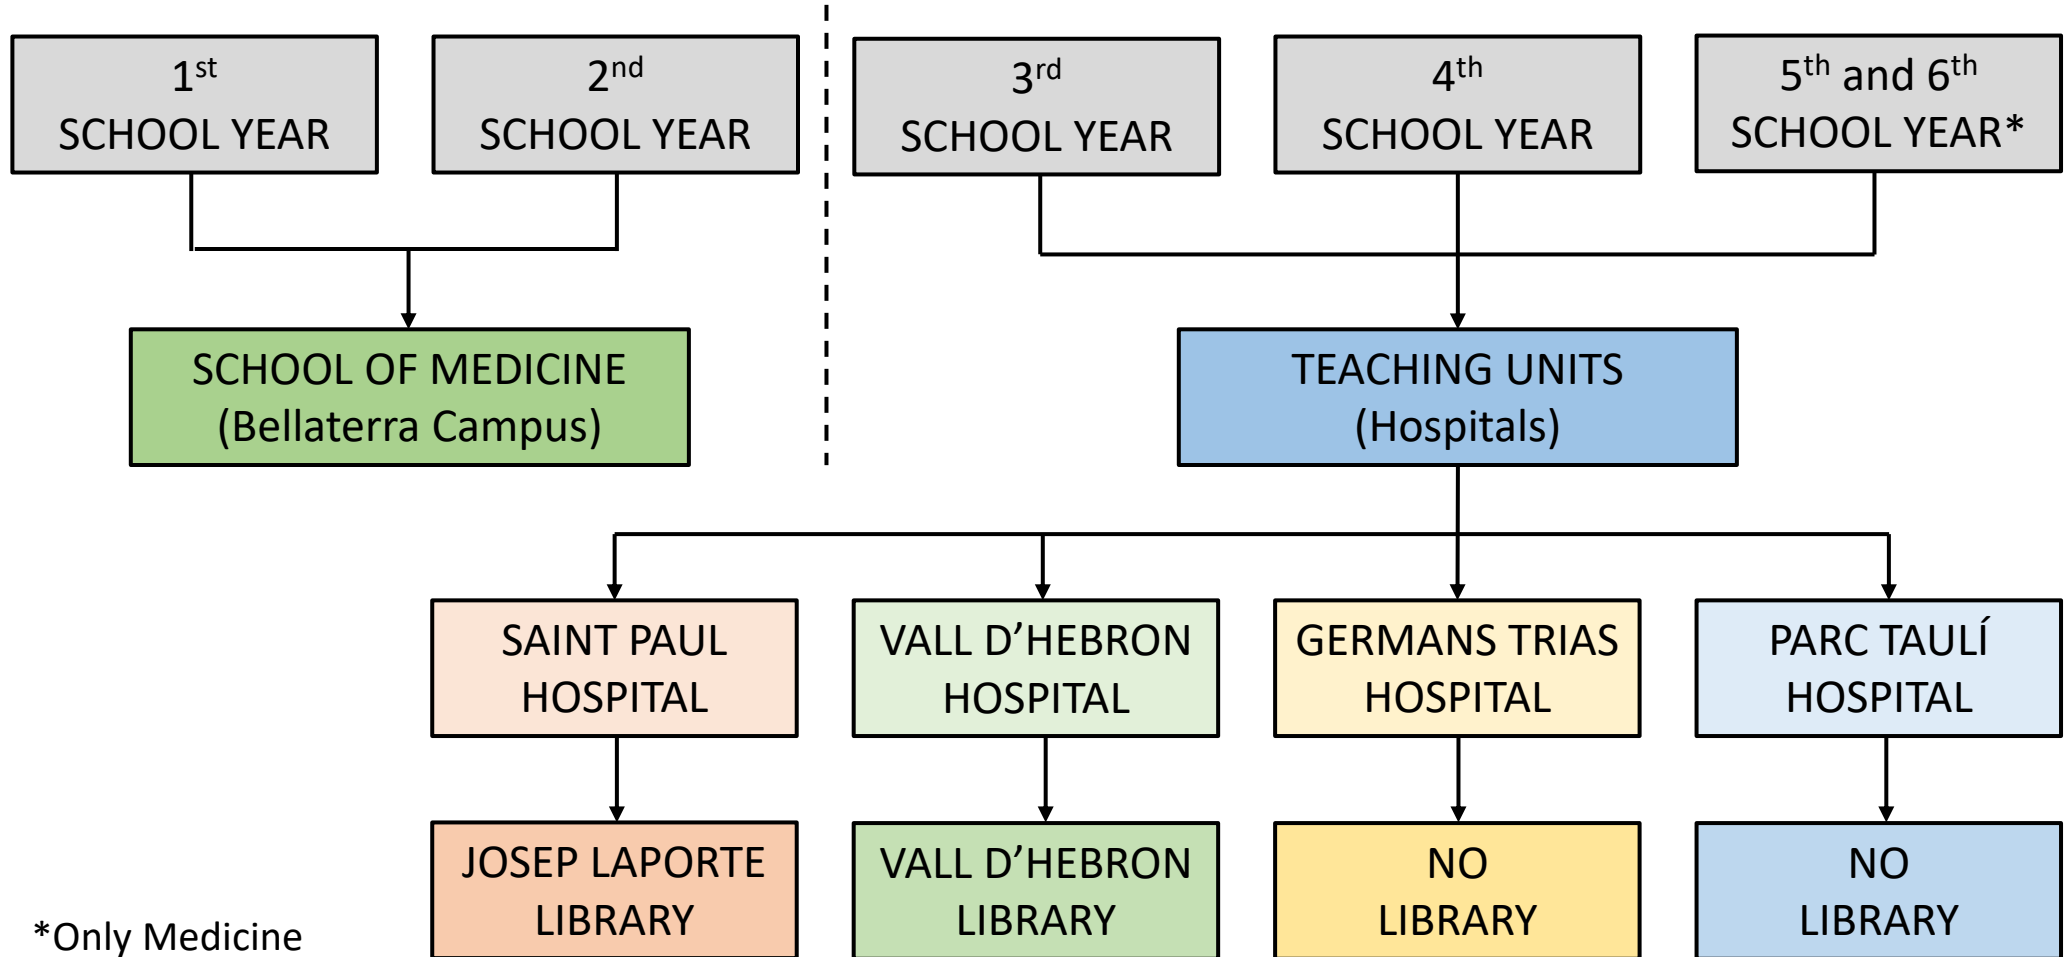 1st
SCHOOL YEAR
2nd
SCHOOL YEAR
3rd
SCHOOL YEAR
4th
SCHOOL YEAR
5th and 6th
SCHOOL YEAR*
SCHOOL OF MEDICINE
(Bellaterra Campus)
TEACHING UNITS
(Hospitals)
SAINT PAUL
HOSPITAL
VALL D’HEBRON
HOSPITAL
GERMANS TRIAS
HOSPITAL
PARC TAULÍ
HOSPITAL
JOSEP LAPORTE
LIBRARY
VALL D’HEBRON
LIBRARY
NO
LIBRARY
NO
LIBRARY
*Only Medicine